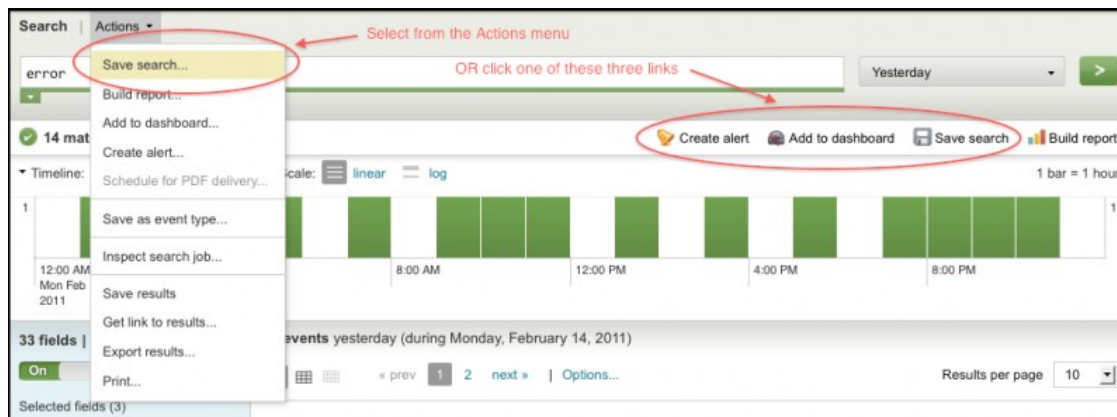 Search | Actions
Select from the Actions menu
Save search...
error
OR click one of these three links
Yesterday
>
Build report...
Add to dashboard...
14 mat
Create alert
Add to dashboard
Save search
Build report
Create alert...
Timeline:
Schedule for PDF delivery...
cale:
linear
log
1 bar = 1 hour
1
1
Save as event type...
Inspect search job...
12:00 AM
8:00 AM
12:00 PM
4:00 PM
8:00 PM
Mon Feb
2011
Save results
Get link to results...
33 fields |
events yesterday (during Monday, February 14, 2011)
Export results...
On
Print...
« prev 1 2 next » | Options...
Results per page 10
Selected fields (3)